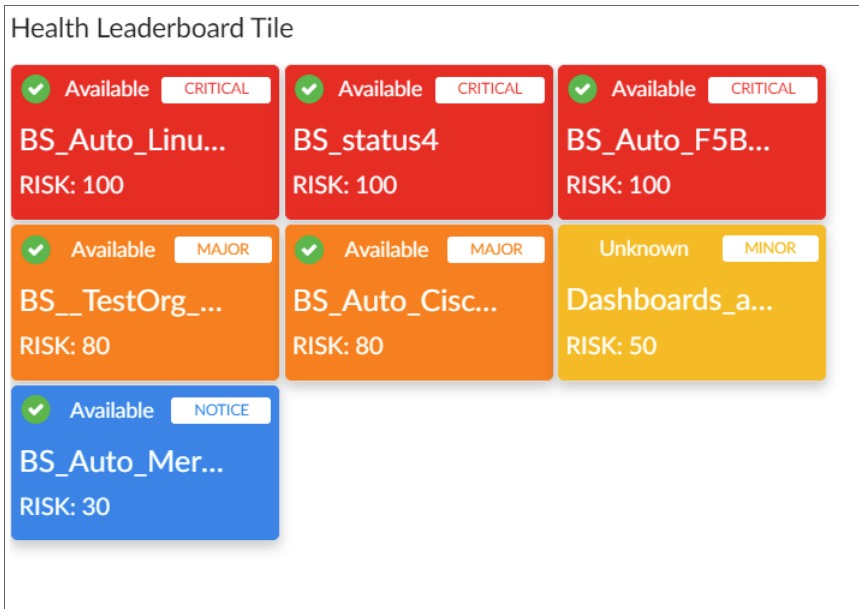 Health Leaderboard Tile
Available CRITICAL
BS_Auto_Linu...
RISK: 100
Available CRITICAL
BS_status4
RISK: 100
Available CRITICAL
BS_Auto_F5B...
RISK: 100
Available MAJOR
BS__TestOrg_...
RISK: 80
Available MAJOR
BS_Auto_Cisc...
RISK: 80
Unknown MINOR
Dashboards_a...
RISK: 50
Available NOTICE
BS_Auto_Mer...
RISK: 30